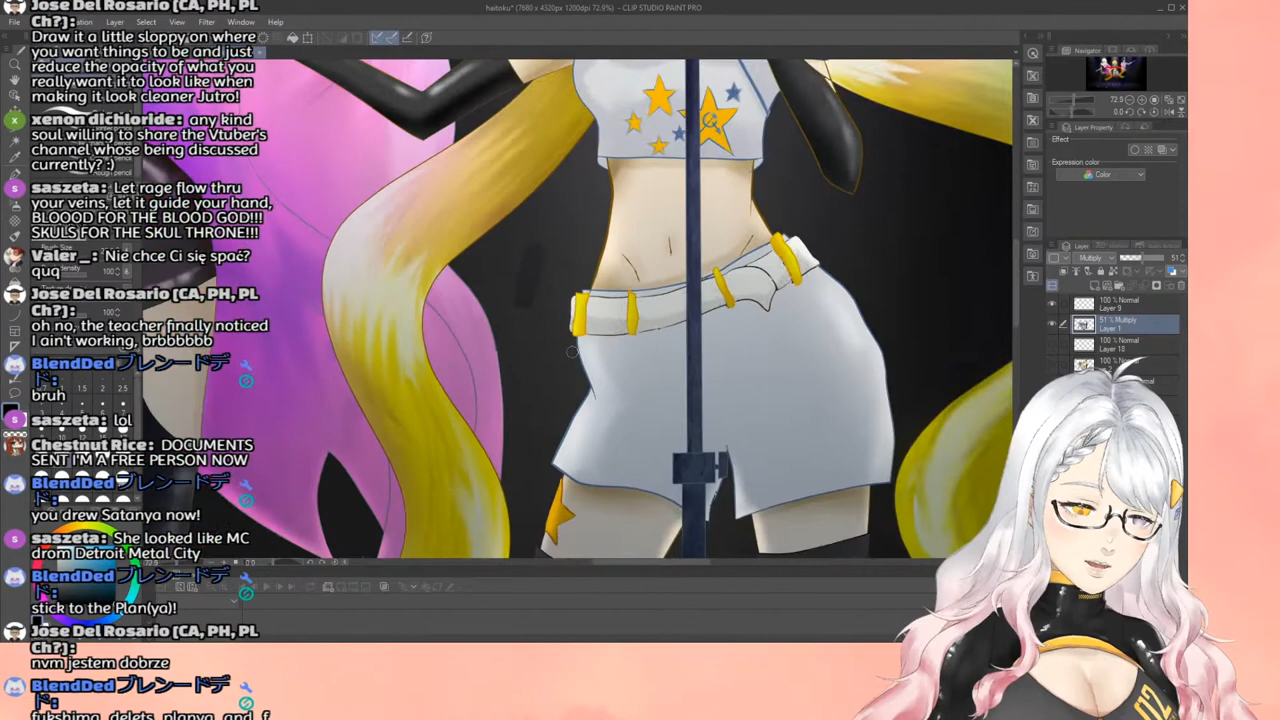 Jose Del Rosario [CA, PH, PL
Ch?]:
Draw it a little sloppy on where
you want things to be and just
reduce the opacity of what you
really want it to look like when
making it look cleaner Jutro!
xenon dichloride: any kind
soul willing to share the Vtuber's
channel whose being discussed
currently? :)
saszeta: Let rage flow thru
your veins, let it guide your hand,
BLOOOD FOR THE BLOOD GOD!!!
SKULS FOR THE SKUL THRONE!!!
Valer_: Nie chce Ci się spać?
quq
Jose Del Rosario [CA, PH, PL
Ch?]:
oh no, the teacher finally noticed
I ain't working, brbbbbbb
BlendDedブレンードデ
ド:
bruh
saszeta: lol
Chestnut Rice: DOCUMENTS
SENT I'M A FREE PERSON NOW
BlendDedブレンードデ
ド:
you drew Satanya now!
saszeta: She looked like MC
drom Detroit Metal City
BlendDedブレンードデ
ド:
stick to the Plan(ya)!
Jose Del Rosario [CA, PH, PL
Ch?]:
nvm jestem dobrze
BlendDedブレンードデ
ド:
haitoku* (7680 x 4320px 1200dpi 72.9%) - CLIP STUDIO PAINT PRO
File
Layer
Select
View
Filter
Window
Help
Navigator
72.5
0.0
Layer Property
Effect
Expression color
Color
Layer
Multiply
51
100 % Normal
Layer 9
51 % Multiply
Layer 1
100 % Normal
Layer 18
02